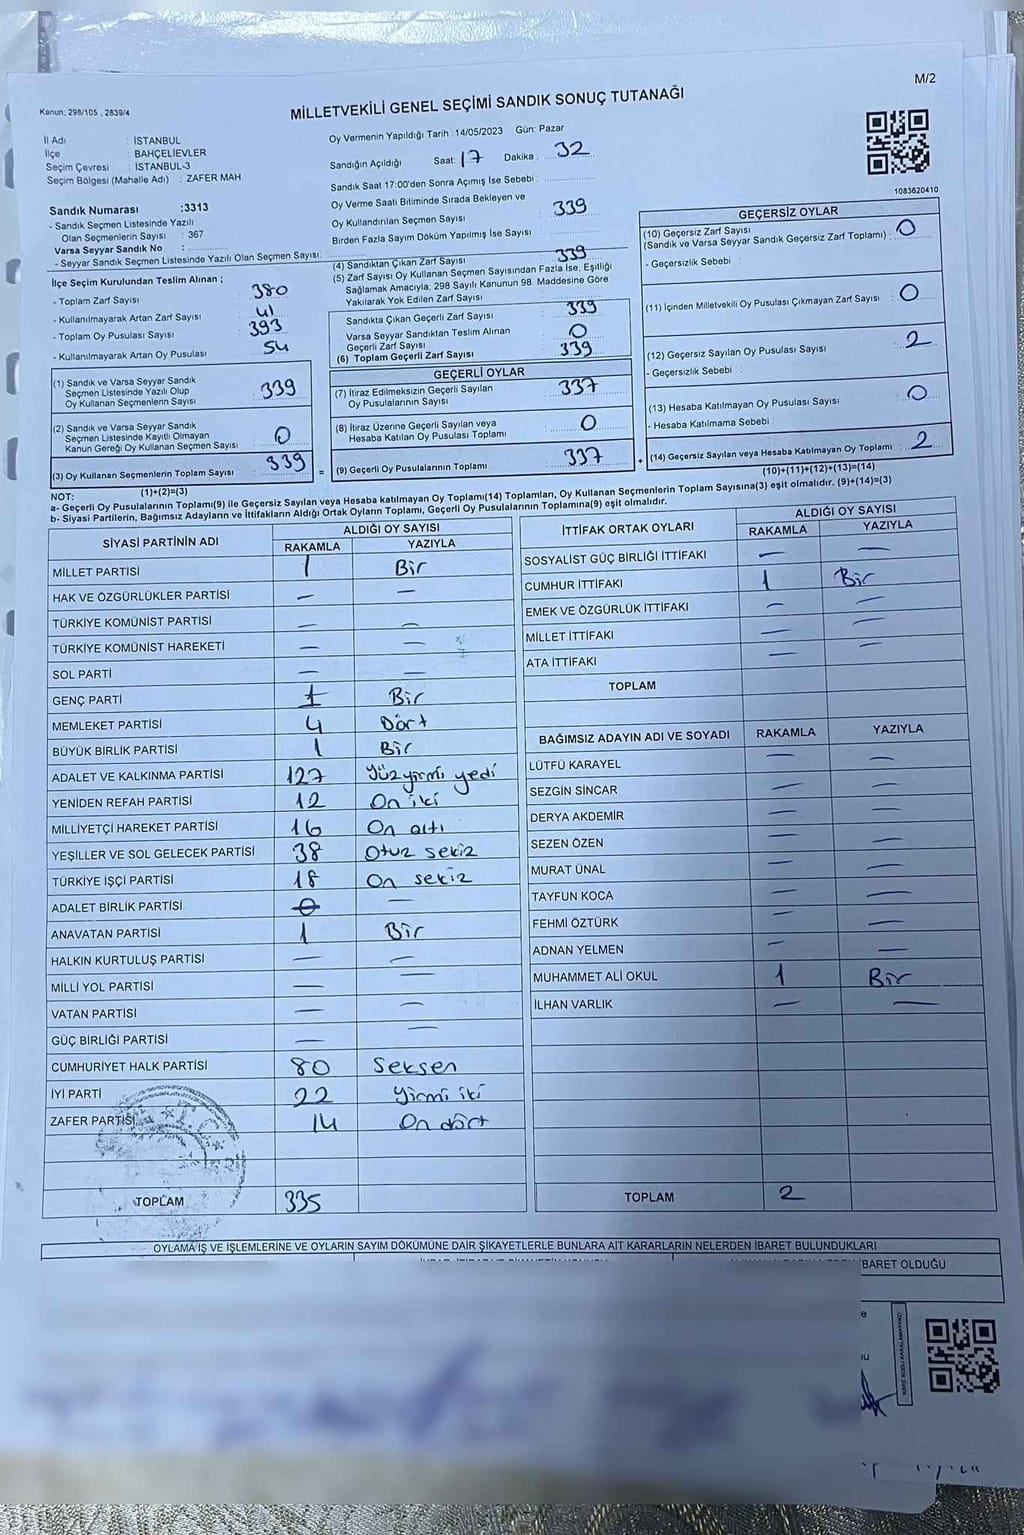 M/2
Kanun: 298/105 , 2839/4
MİLLETVEKİLİ GENEL SEÇİMİ SANDIK SONUÇ TUTANAĞI
İl Adı : İSTANBUL
İlçe : BAHÇELİEVLER
Seçim Çevresi : İSTANBUL-3
Seçim Bölgesi (Mahalle Adı) : ZAFER MAH.
Oy Vermenin Yapıldığı Tarih :14/05/2023 Gün: Pazar
Sandığın Açıldığı Saat: 17 Dakika : 32
Sandık Saat 17:00'den Sonra Açımış İse Sebebi :
Oy Verme Saati Bitiminde Sırada Bekleyen ve
Oy Kullandırılan Seçmen Sayısı 339
Birden Fazla Sayım Döküm Yapılmış İse Sayısı :
1083620410
Sandık Numarası :3313
- Sandık Seçmen Listesinde Yazılı
Olan Seçmenlerin Sayısı : 367
Varsa Seyyar Sandık No :
- Seyyar Sandık Seçmen Listesinde Yazılı Olan Seçmen Sayısı:
İlçe Seçim Kurulundan Teslim Alınan ;
- Toplam Zarf Sayısı 380
- Kullanılmayarak Artan Zarf Sayısı 41
- Toplam Oy Pusulası Sayısı 393
- Kullanılmayarak Artan Oy Pusulası 54
(1) Sandık ve Varsa Seyyar Sandık
Seçmen Listesinde Yazılı Olup
Oy Kullanan Seçmenlerin Sayısı 339
(2) Sandık ve Varsa Seyyar Sandık
Seçmen Listesinde Kayıtlı Olmayan
Kanun Gereği Oy Kullanan Seçmen Sayısı 0
(3) Oy Kullanan Seçmenlerin Toplam Sayısı 339 =
(1)+(2)=(3)
(4) Sandıktan Çıkan Zarf Sayısı 339
(5) Zarf Sayısı Oy Kullanan Seçmen Sayısından Fazla İse, Eşitliği
Sağlamak Amacıyla; 298 Sayılı Kanunun 98. Maddesine Göre
Yakılarak Yok Edilen Zarf Sayısı
Sandıkta Çıkan Geçerli Zarf Sayısı 339
Varsa Seyyar Sandıktan Teslim Alınan
Geçerli Zarf Sayısı 0
(6) Toplam Geçerli Zarf Sayısı 339
GEÇERLİ OYLAR
(7) İtiraz Edilmeksizin Geçerli Sayılan
Oy Pusulalarının Sayısı 337
(8) İtiraz Üzerine Geçerli Sayılan veya
Hesaba Katılan Oy Pusulası Toplamı 0
(9) Geçerli Oy Pusulalarının Toplamı 337 +
GEÇERSİZ OYLAR
(10) Geçersiz Zarf Sayısı
(Sandık ve Varsa Seyyar Sandık Geçersiz Zarf Toplamı) : 0
- Geçersizlik Sebebi :
(11) İçinden Milletvekili Oy Pusulası Çıkmayan Zarf Sayısı 0
(12) Geçersiz Sayılan Oy Pusulası Sayısı 2
- Geçersizlik Sebebi :
(13) Hesaba Katılmayan Oy Pusulası Sayısı 0
- Hesaba Katılmama Sebebi :
(14) Geçersiz Sayılan veya Hesaba Katılmayan Oy Toplamı 2
(10)+(11)+(12)+(13)=(14)
NOT:
a- Geçerli Oy Pusulalarının Toplamı(9) ile Geçersiz Sayılan veya Hesaba katılmayan Oy Toplamı(14) Toplamları, Oy Kullanan Seçmenlerin Toplam Sayısına(3) eşit olmalıdır. (9)+(14)=(3)
b- Siyasi Partilerin, Bağımsız Adayların ve İttifakların Aldığı Ortak Oyların Toplamı, Geçerli Oy Pusulalarının Toplamına(9) eşit olmalıdır.
SİYASİ PARTİNİN ADI ALDIĞI OY SAYISI
RAKAMLA YAZIYLA
MİLLET PARTİSİ 1 Bir
HAK VE ÖZGÜRLÜKLER PARTİSİ — —
TÜRKİYE KOMÜNİST PARTİSİ — —
TÜRKİYE KOMÜNİST HAREKETİ — —
SOL PARTİ — —
GENÇ PARTİ 1 Bir
MEMLEKET PARTİSİ 4 Dört
BÜYÜK BİRLİK PARTİSİ 1 Bir
ADALET VE KALKINMA PARTİSİ 127 Yüzyirmi yedi
YENİDEN REFAH PARTİSİ 12 On iki
MİLLİYETÇİ HAREKET PARTİSİ 16 On altı
YEŞİLLER VE SOL GELECEK PARTİSİ 38 Otuz sekiz
TÜRKİYE İŞÇİ PARTİSİ 18 On sekiz
ADALET BİRLİK PARTİSİ 0 —
ANAVATAN PARTİSİ 1 Bir
HALKIN KURTULUŞ PARTİSİ — —
MİLLİ YOL PARTİSİ — —
VATAN PARTİSİ — —
GÜÇ BİRLİĞİ PARTİSİ — —
CUMHURİYET HALK PARTİSİ 80 Seksen
İYİ PARTİ 22 Yirmi iki
ZAFER PARTİSİ 14 On dört
TOPLAM 335
İTTİFAK ORTAK OYLARI ALDIĞI OY SAYISI
RAKAMLA YAZIYLA
SOSYALİST GÜÇ BİRLİĞİ İTTİFAKI — —
CUMHUR İTTİFAKI 1 Bir
EMEK VE ÖZGÜRLÜK İTTİFAKI — —
MİLLET İTTİFAKI — —
ATA İTTİFAKI — —
TOPLAM
BAĞIMSIZ ADAYIN ADI VE SOYADI RAKAMLA YAZIYLA
LÜTFÜ KARAYEL — —
SEZGİN SİNCAR — —
DERYA AKDEMİR — —
SEZEN ÖZEN — —
MURAT ÜNAL — —
TAYFUN KOCA — —
FEHMİ ÖZTÜRK — —
ADNAN YELMEN — —
MUHAMMET ALİ OKUL 1 Bir
İLHAN VARLIK — —
TOPLAM 2
OYLAMA İŞ VE İŞLEMLERİNE VE OYLARIN SAYIM DÖKÜMÜNE DAİR ŞİKAYETLERLE BUNLARA AİT KARARLARIN NELERDEN İBARET BULUNDUKLARI
İBARET OLDUĞU